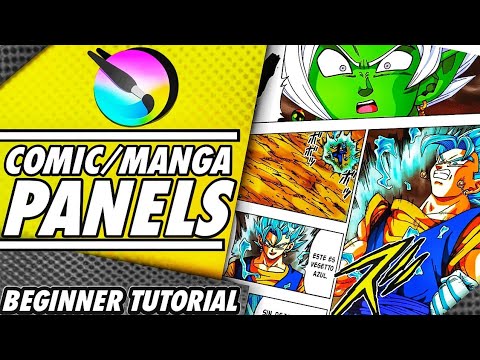 COMIC/MANGA
PANELS
BEGINNER TUTORIAL
ESTE ES
VEGETTO
AZUL.